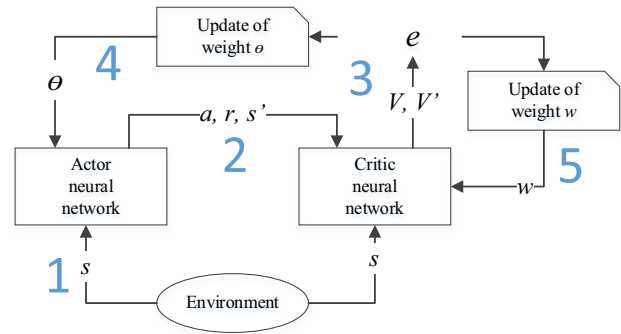 Update of
weight ɵ
e
4
3
ɵ
V, V’
Update of
weight w
a, r, s’
2
5
Actor
neural
network
Critic
neural
network
w
1
s
s
Environment